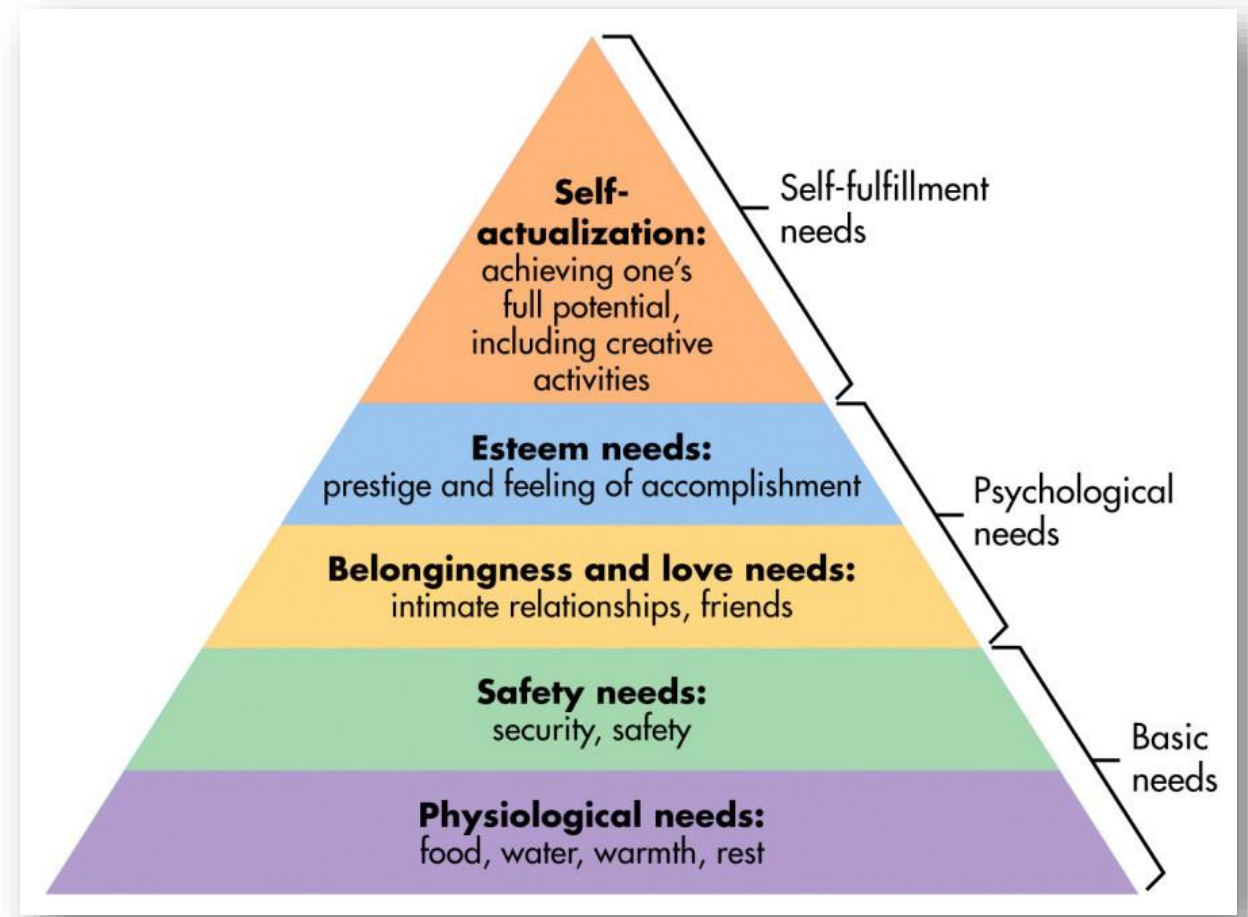 Self-
actualization:
achieving one's
full potential,
including creative
activities
Self-fulfillment
needs
Esteem needs:
prestige and feeling of accomplishment
Psychological
needs
Belongingness and love needs:
intimate relationships, friends
Safety needs:
security, safety
Basic
needs
Physiological needs:
food, water, warmth, rest